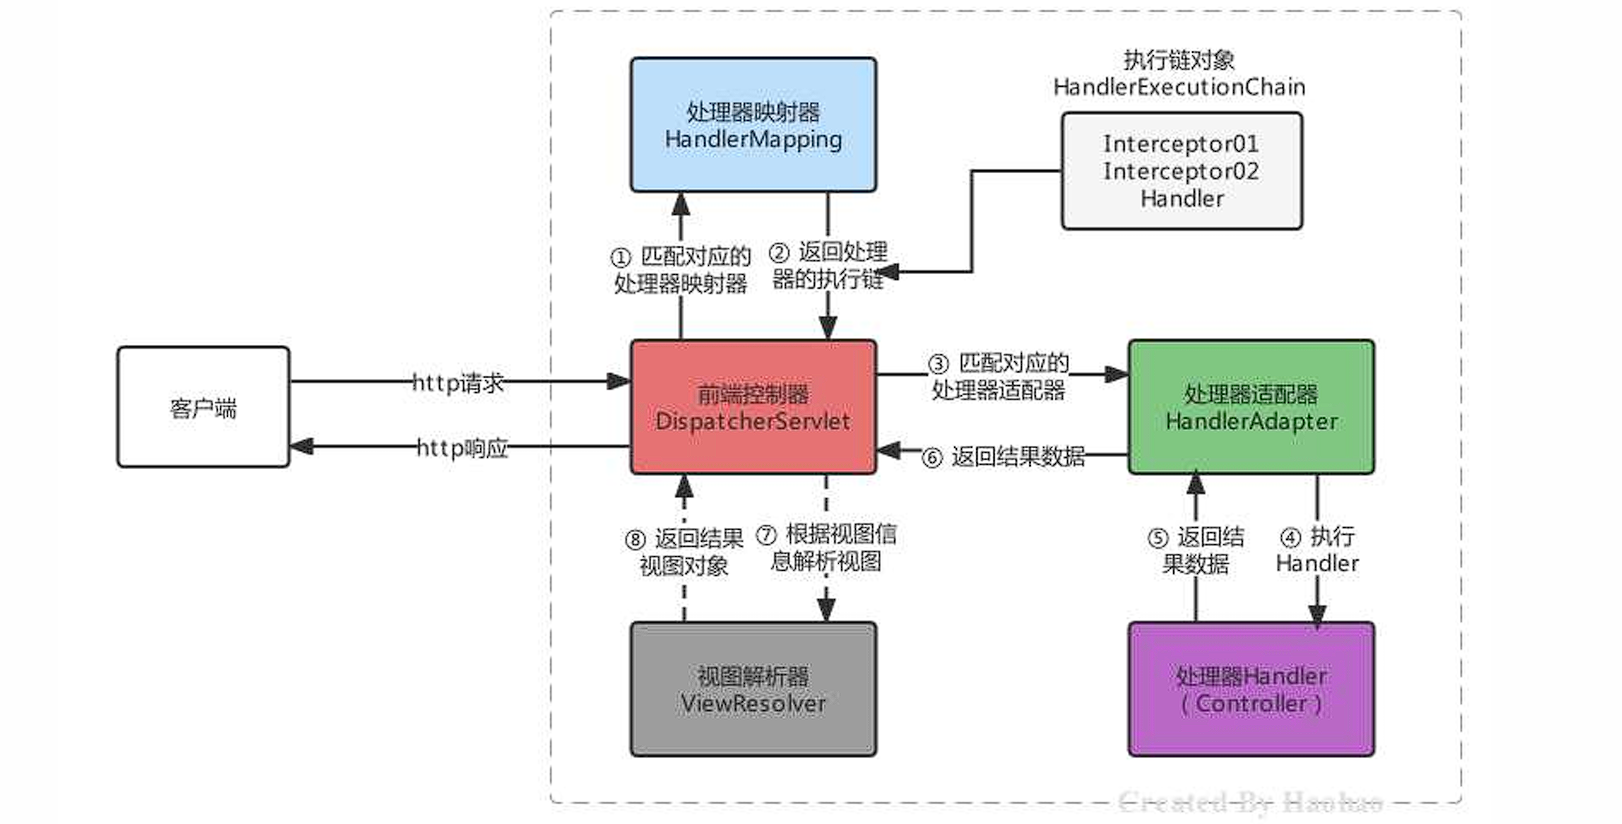 执行链对象
HandlerExecutionChain
处理器映射器
HandlerMapping
Interceptor01
Interceptor02
Handler
① 匹配对应的
处理器映射器
② 返回处理
器的执行链
客户端
http请求
http响应
前端控制器
DispatcherServlet
③ 匹配对应的
处理器适配器
⑥ 返回结果数据
处理器适配器
HandlerAdapter
⑧ 返回结果
视图对象
⑦ 根据视图信
息解析视图
⑤ 返回结
果数据
④ 执行
Handler
视图解析器
ViewResolver
处理器Handler
（Controller）
Created By Haohao